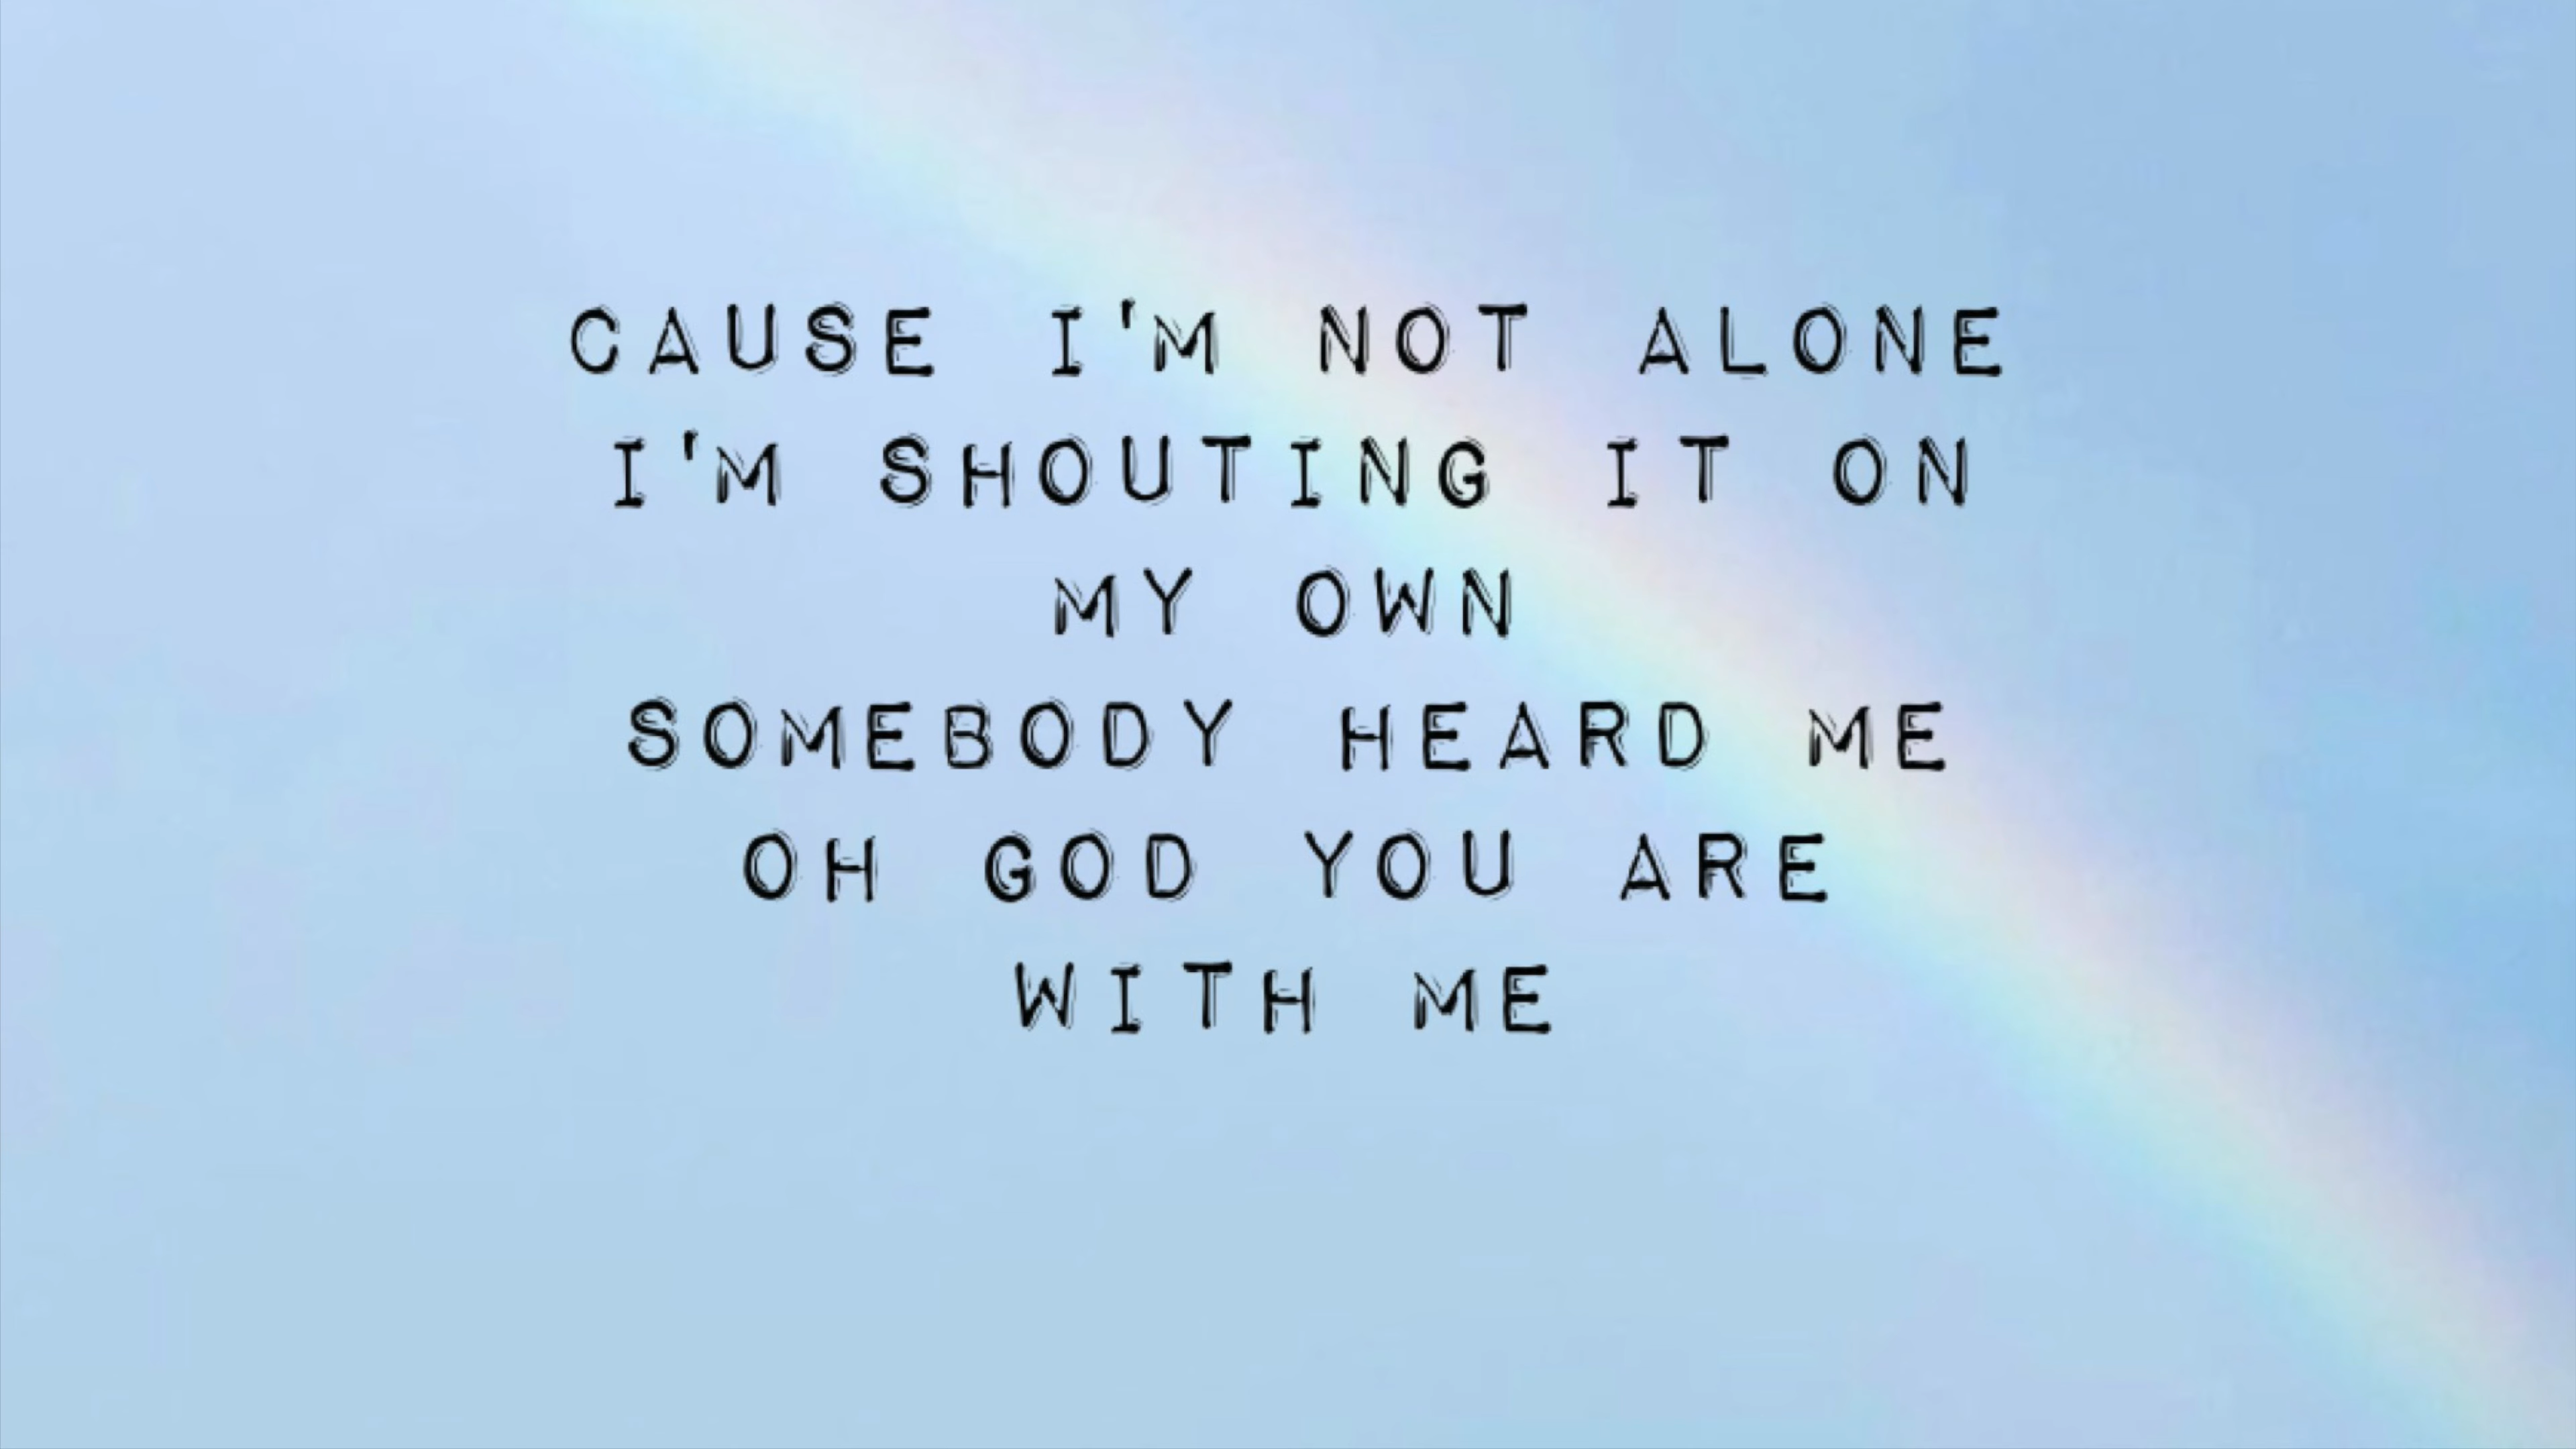 CAUSE I'M NOT ALONE
I'M SHOUTING IT ON
MY OWN
SOMEBODY HEARD ME
OH GOD YOU ARE
WITH ME